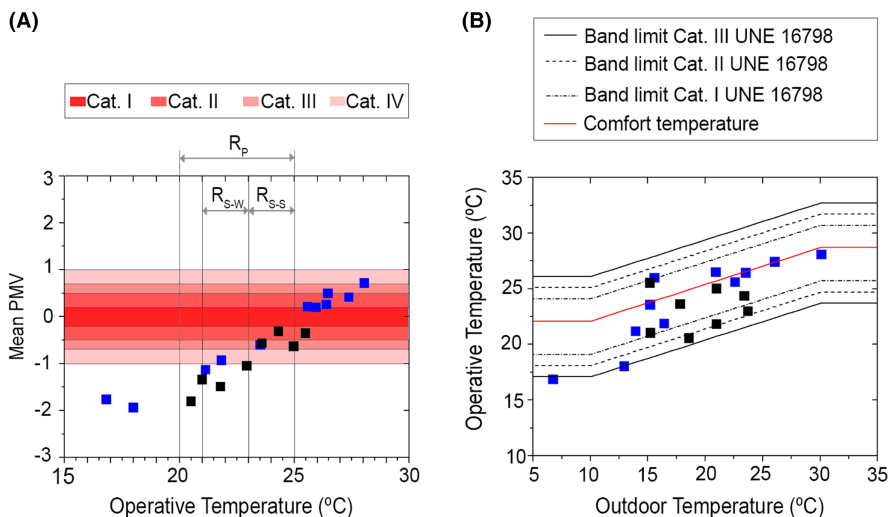 (A)
Cat. I Cat. II Cat. III Cat. IV
R_P
R_S-W R_S-S
3
2
1
0
-1
-2
-3
Mean PMV
15 20 25 30
Operative Temperature (ºC)
(B)
Band limit Cat. III UNE 16798
Band limit Cat. II UNE 16798
Band limit Cat. I UNE 16798
Comfort temperature
35
30
25
20
15
10
Operative Temperature (ºC)
5 10 15 20 25 30 35
Outdoor Temperature (ºC)